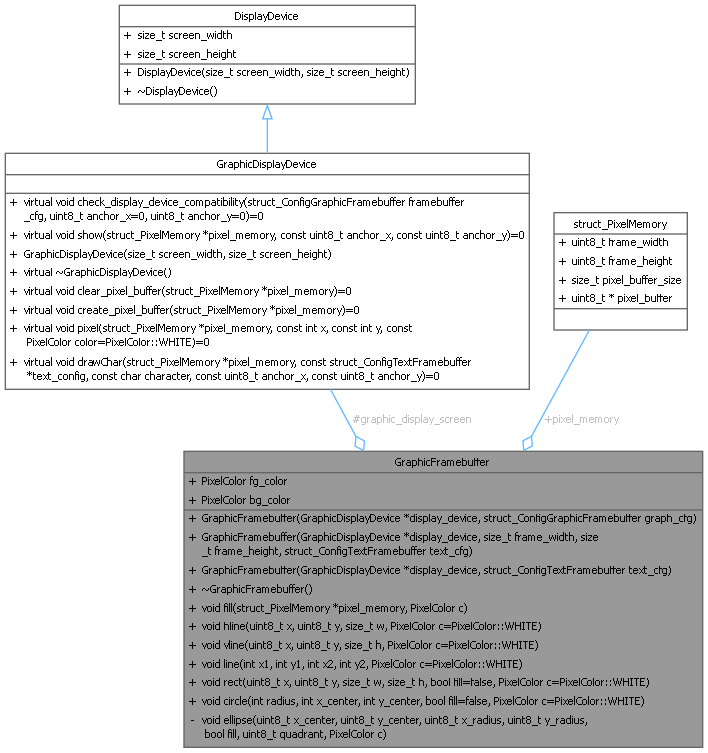 DisplayDevice
+ size_t screen_width
+ size_t screen_height
+ DisplayDevice(size_t screen_width, size_t screen_height)
+ ~DisplayDevice()
GraphicDisplayDevice
+ virtual void check_display_device_compatibility(struct_ConfigGraphicFramebuffer framebuffer
_cfg, uint8_t anchor_x=0, uint8_t anchor_y=0)=0
+ virtual void show(struct_PixelMemory *pixel_memory, const uint8_t anchor_x, const uint8_t anchor_y)=0
+ GraphicDisplayDevice(size_t screen_width, size_t screen_height)
+ virtual ~GraphicDisplayDevice()
+ virtual void clear_pixel_buffer(struct_PixelMemory *pixel_memory)=0
+ virtual void create_pixel_buffer(struct_PixelMemory *pixel_memory)=0
+ virtual void pixel(struct_PixelMemory *pixel_memory, const int x, const int y, const
PixelColor color=PixelColor::WHITE)=0
+ virtual void drawChar(struct_PixelMemory *pixel_memory, const struct_ConfigTextFramebuffer
*text_config, const char character, const uint8_t anchor_x, const uint8_t anchor_y)=0
struct_PixelMemory
+ uint8_t frame_width
+ uint8_t frame_height
+ size_t pixel_buffer_size
+ uint8_t * pixel_buffer
#graphic_display_screen
+pixel_memory
GraphicFramebuffer
+ PixelColor fg_color
+ PixelColor bg_color
+ GraphicFramebuffer(GraphicDisplayDevice *display_device, struct_ConfigGraphicFramebuffer graph_cfg)
+ GraphicFramebuffer(GraphicDisplayDevice *display_device, size_t frame_width, size
_t frame_height, struct_ConfigTextFramebuffer text_cfg)
+ GraphicFramebuffer(GraphicDisplayDevice *display_device, struct_ConfigTextFramebuffer text_cfg)
+ ~GraphicFramebuffer()
+ void fill(struct_PixelMemory *pixel_memory, PixelColor c)
+ void hline(uint8_t x, uint8_t y, size_t w, PixelColor c=PixelColor::WHITE)
+ void vline(uint8_t x, uint8_t y, size_t h, PixelColor c=PixelColor::WHITE)
+ void line(int x1, int y1, int x2, int y2, PixelColor c=PixelColor::WHITE)
+ void rect(uint8_t x, uint8_t y, size_t w, size_t h, bool fill=false, PixelColor c=PixelColor::WHITE)
+ void circle(int radius, int x_center, int y_center, bool fill=false, PixelColor c=PixelColor::WHITE)
- void ellipse(uint8_t x_center, uint8_t y_center, uint8_t x_radius, uint8_t y_radius,
bool fill, uint8_t quadrant, PixelColor c)